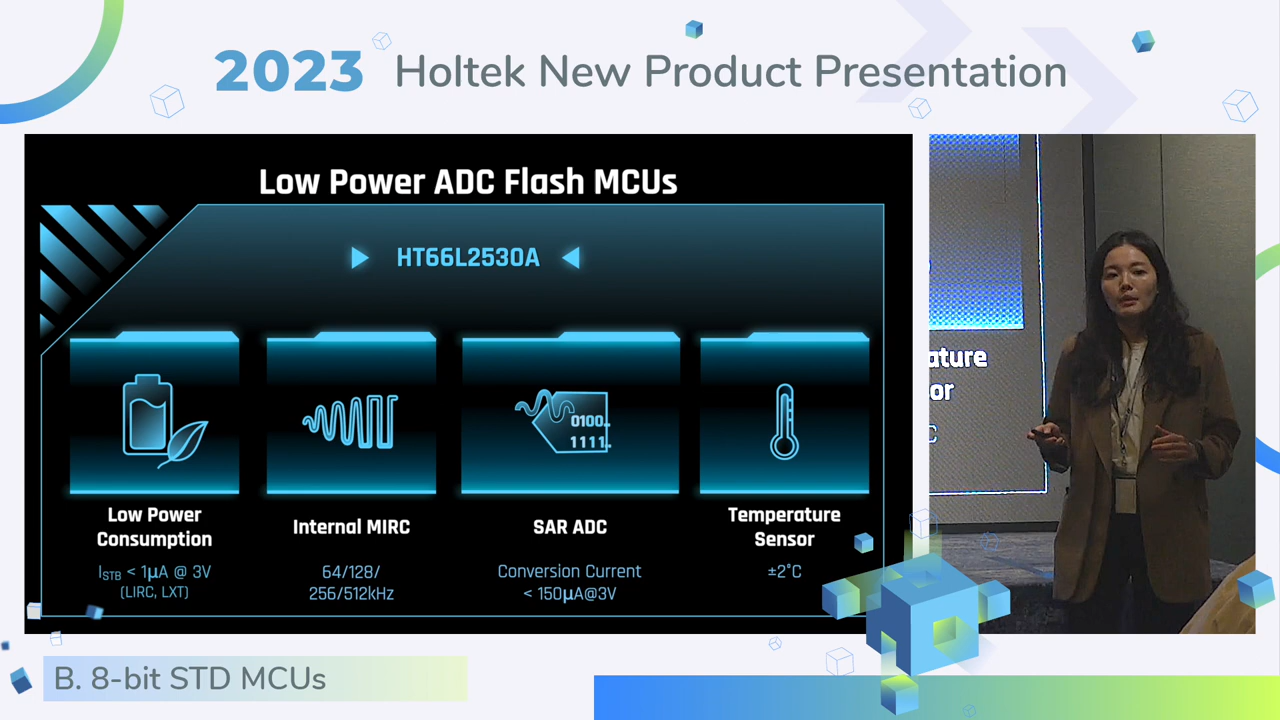 2023 Holtek New Product Presentation
Low Power ADC Flash MCUs
HT66L2530A
0100..
1111..
Low Power
Consumption
ISTB < 1µA @ 3V
(LIRC, LXT)
Internal MIRC
64/128/
256/512kHz
SAR ADC
Conversion Current
< 150µA@3V
Temperature
Sensor
±2°C
ature
or
C
B. 8-bit STD MCUs